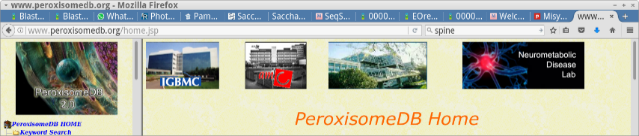 www.peroxisomedb.org - Mozilla Firefox
Blast... Blast... What... Phot... Pam... Sacc... Saccha... SeqS... 0000... EOre... 0000... Welc... Misy... www...
www.peroxisomedb.org/home.jsp spine
PeroxisomeDB
2.0
IGBMC
Neurometabolic
Disease
Lab
PeroxisomeDB Home
PeroxisomeDB HOME
Keyword Search